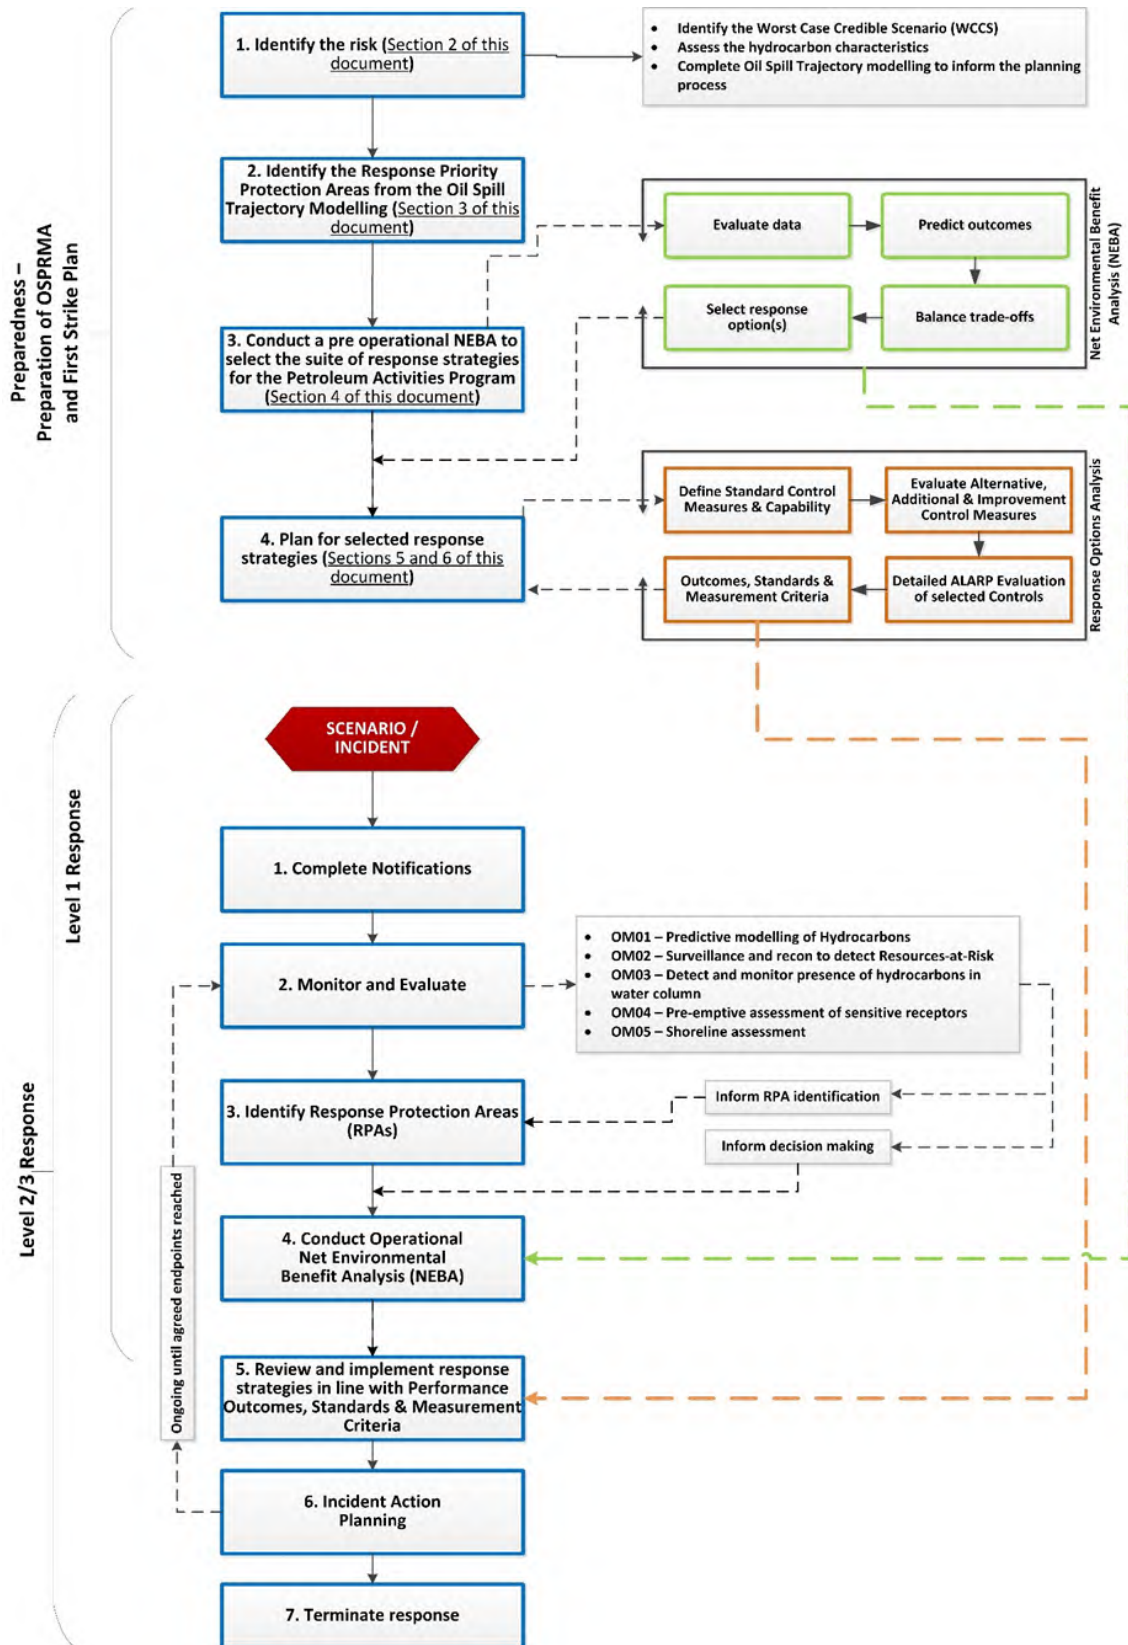 Preparedness –
Preparation of OSPRMA
and First Strike Plan
1. Identify the risk (Section 2 of this
document)
• Identify the Worst Case Credible Scenario (WCCS)
• Assess the hydrocarbon characteristics
• Complete Oil Spill Trajectory modelling to inform the planning
process
2. Identify the Response Priority
Protection Areas from the Oil Spill
Trajectory Modelling (Section 3 of this
document)
Evaluate data
Predict outcomes
Select response
option(s)
Balance trade-offs
Net Environmental Benefit
Analysis (NEBA)
3. Conduct a pre operational NEBA to
select the suite of response strategies
for the Petroleum Activities Program
(Section 4 of this document)
Define Standard Control
Measures & Capability
Evaluate Alternative,
Additional & Improvement
Control Measures
Outcomes, Standards &
Measurement Criteria
Detailed ALARP Evaluation
of selected Controls
Response Options Analysis
4. Plan for selected response
strategies (Sections 5 and 6 of this
document)
Level 2/3 Response
Level 1 Response
SCENARIO /
INCIDENT
1. Complete Notifications
2. Monitor and Evaluate
• OM01 – Predictive modelling of Hydrocarbons
• OM02 – Surveillance and recon to detect Resources-at-Risk
• OM03 – Detect and monitor presence of hydrocarbons in
water column
• OM04 – Pre-emptive assessment of sensitive receptors
• OM05 – Shoreline assessment
Inform RPA identification
3. Identify Response Protection Areas
(RPAs)
Inform decision making
Ongoing until agreed endpoints reached
4. Conduct Operational
Net Environmental
Benefit Analysis (NEBA)
5. Review and implement response
strategies in line with Performance
Outcomes, Standards & Measurement
Criteria
6. Incident Action
Planning
7. Terminate response